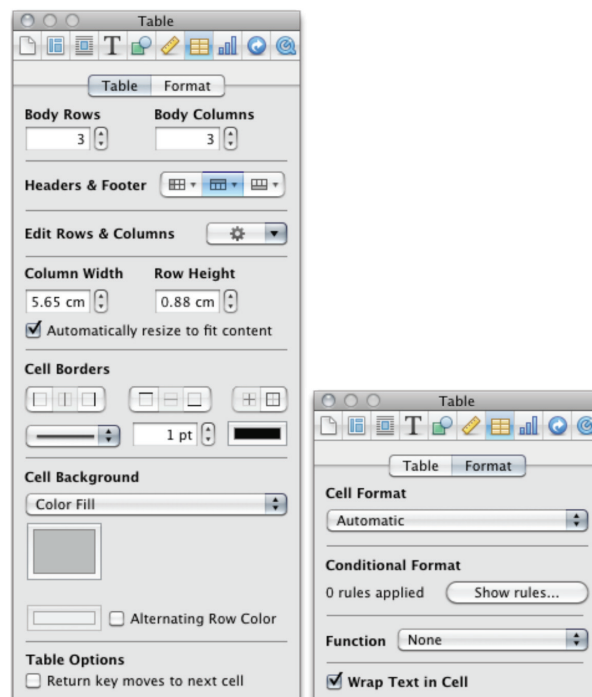 Table
T
Table Format
Body Rows Body Columns
3 3
Headers & Footer
Edit Rows & Columns
Column Width Row Height
5.65 cm 0.88 cm
Automatically resize to fit content
Cell Borders
1 pt
Cell Background
Color Fill
Alternating Row Color
Table Options
Return key moves to next cell
Table
T
Table Format
Cell Format
Automatic
Conditional Format
0 rules applied Show rules...
Function None
Wrap Text in Cell